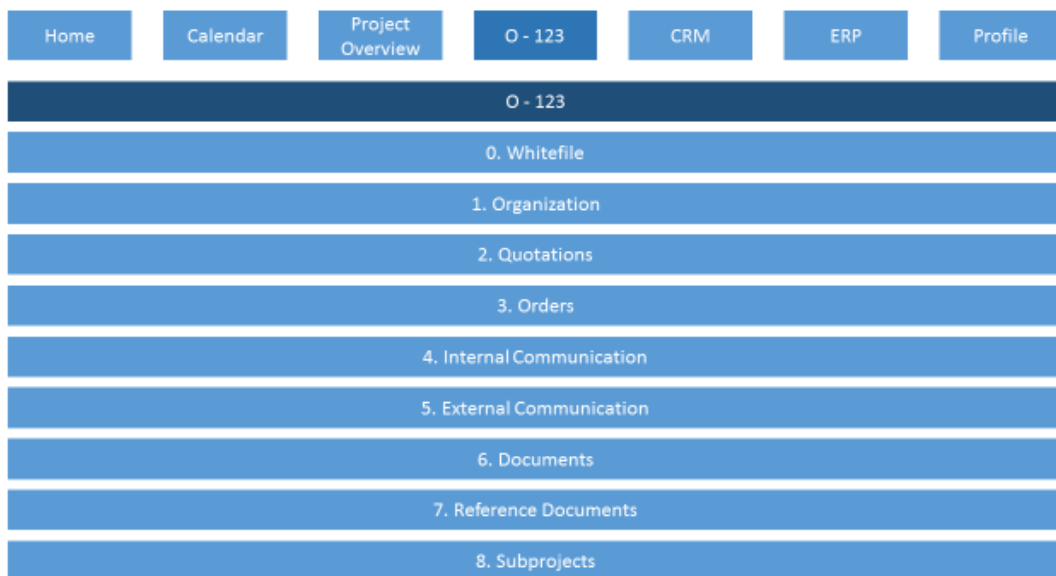 Home
Calendar
Project
Overview
O - 123
CRM
ERP
Profile
O - 123
0. Whitefile
1. Organization
2. Quotations
3. Orders
4. Internal Communication
5. External Communication
6. Documents
7. Reference Documents
8. Subprojects